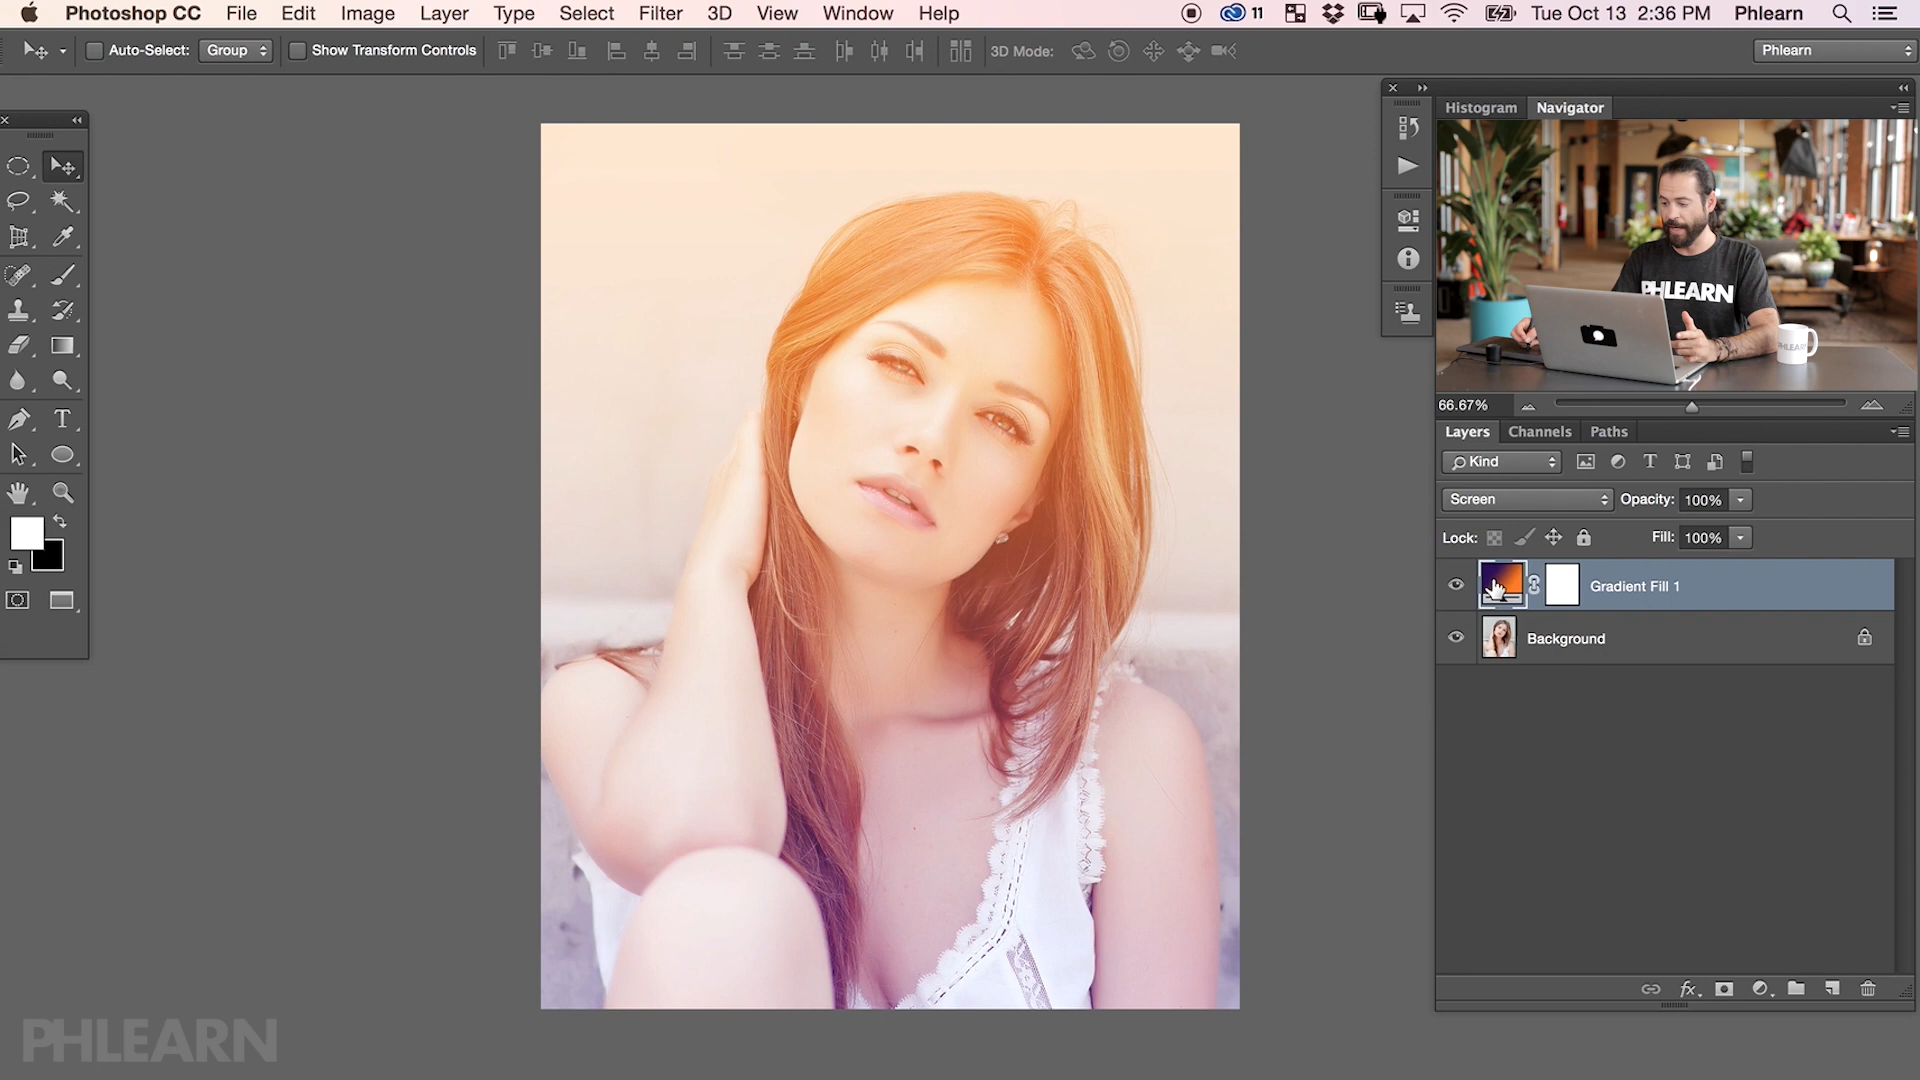 Photoshop CC File Edit Image Layer Type Select Filter 3D View Window Help 11 Tue Oct 13 2:36 PM Phlearn
Auto-Select: Group Show Transform Controls 3D Mode: Phlearn
Histogram Navigator
PHLEARN
PHLEARN
66.67%
Layers Channels Paths
Kind
Screen Opacity: 100%
Lock: Fill: 100%
Gradient Fill 1
Background
fx
PHLEARN